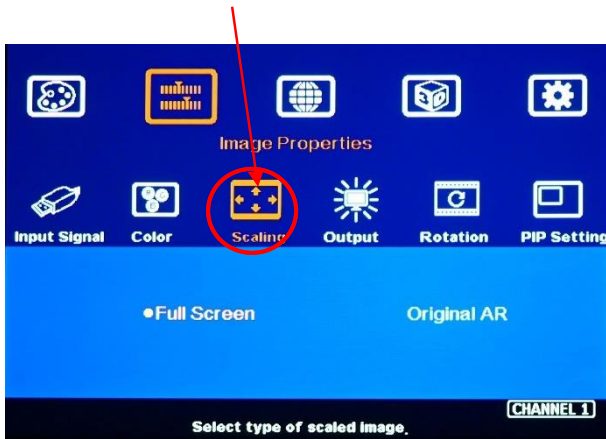 3D
Image Properties
Input Signal Color Scaling Output Rotation PIP Setting
•Full Screen Original AR
CHANNEL 1
Select type of scaled image.